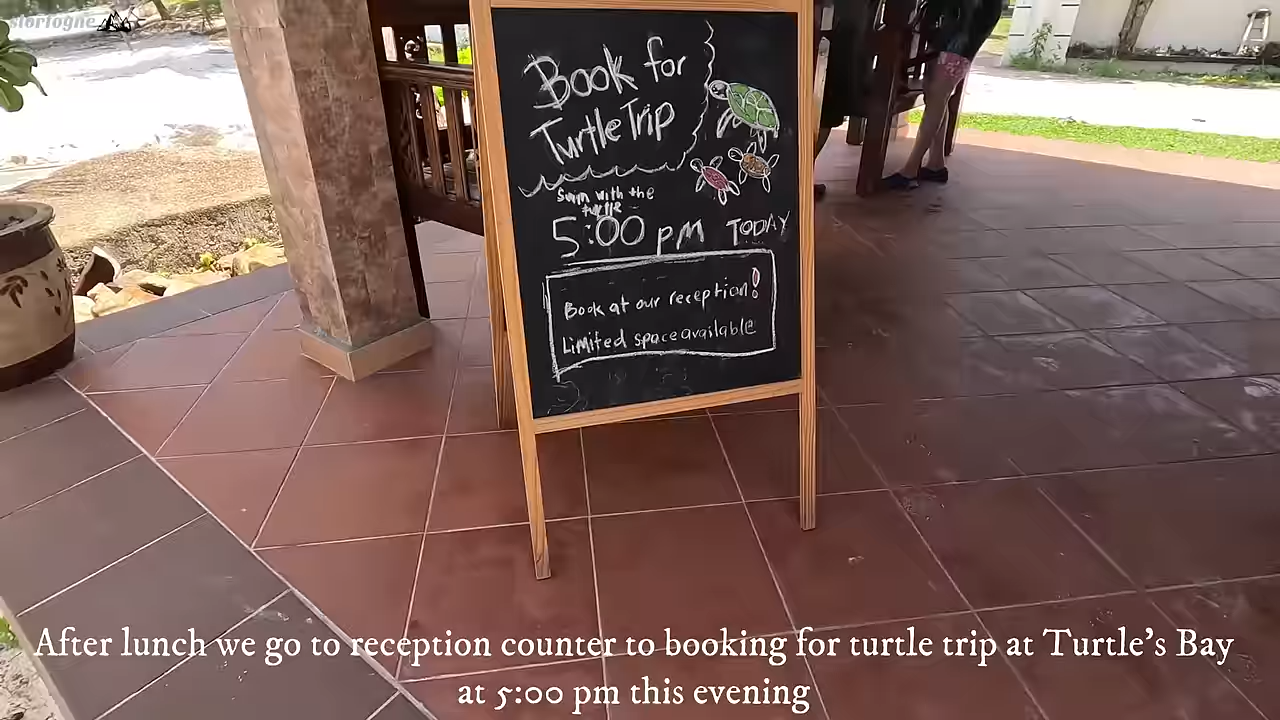 stortogne
Book for
Turtle Trip
Swim with the
turtle
5:00 pm TODAY
Book at our reception!
Limited space available
After lunch we go to reception counter to booking for turtle trip at Turtle's Bay
at 5:00 pm this evening